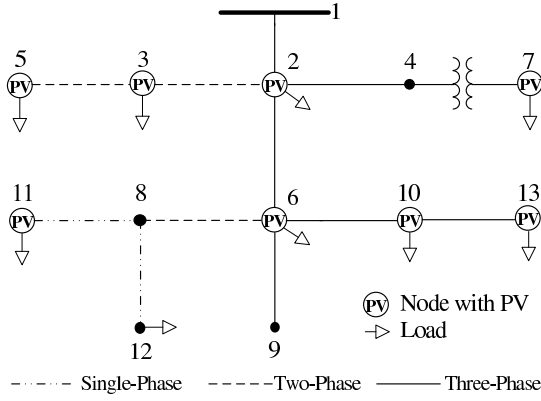 1
5 3 2 4 7
PV PV PV PV
11 8 6 10 13
PV PV PV PV
PV Node with PV
Load
12 9
Single-Phase Two-Phase Three-Phase